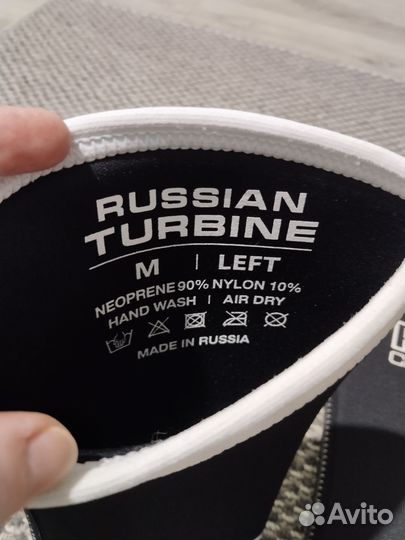 RUSSIAN
TURBINE
M | LEFT
NEOPRENE 90% NYLON 10%
HAND WASH | AIR DRY
MADE IN RUSSIA
Avito